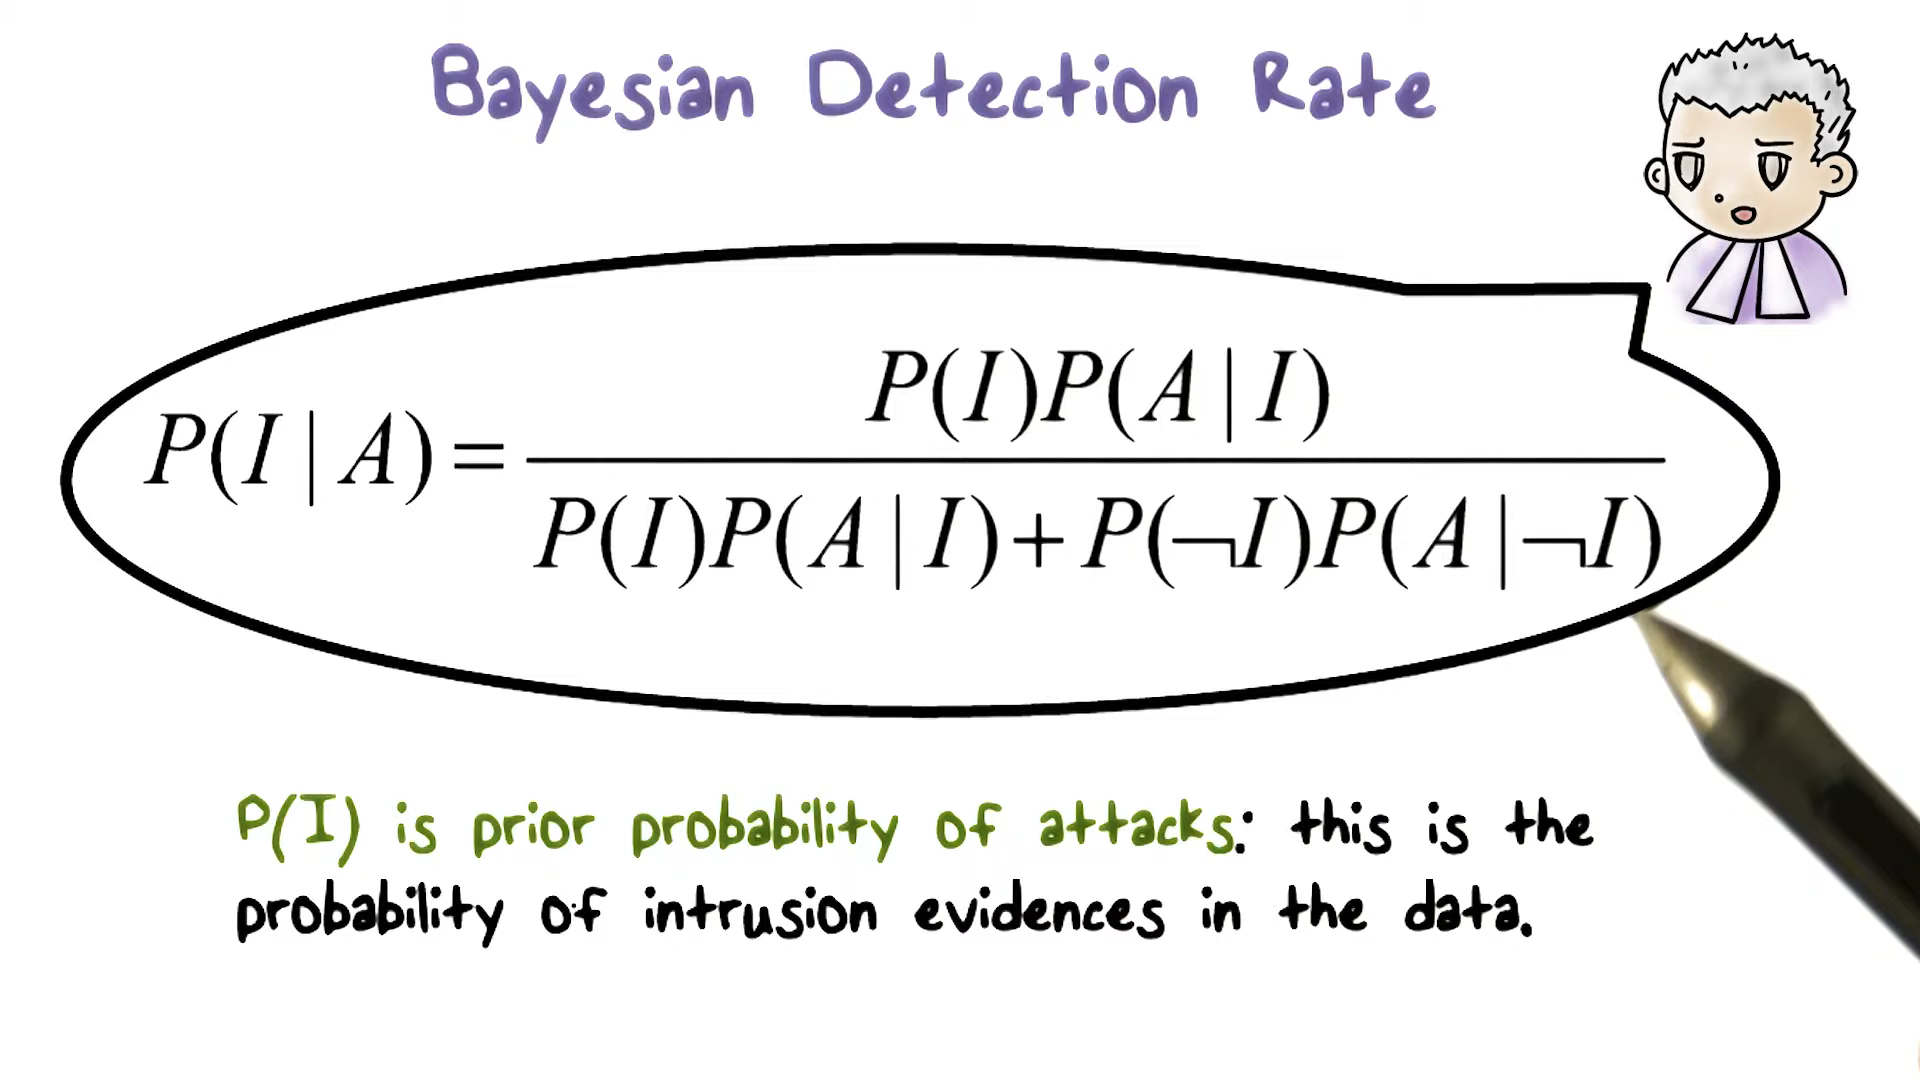 Bayesian Detection Rate
P(I | A) = P(I)P(A | I) / P(I)P(A | I) + P(¬I)P(A | ¬I)
P(I) is prior probability of attacks: this is the
probability of intrusion evidences in the data.